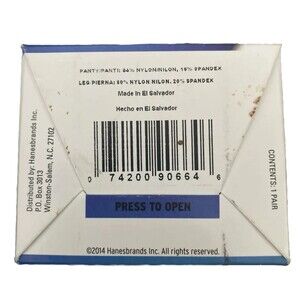 PANTY/PANTI: 84% NYLON/NILON, 16% SPANDEX
LEG/PIERNA: 80% NYLON/NILON, 20% SPANDEX
Made in El Salvador
Hecho en El Salvador
0 74200 90664 6
PRESS TO OPEN
©2014 Hanesbrands Inc. All rights reserved.
Distributed by: Hanesbrands Inc.
P.O. Box 3013
Winston-Salem, N.C. 27102
CONTENTS: 1 PAIR